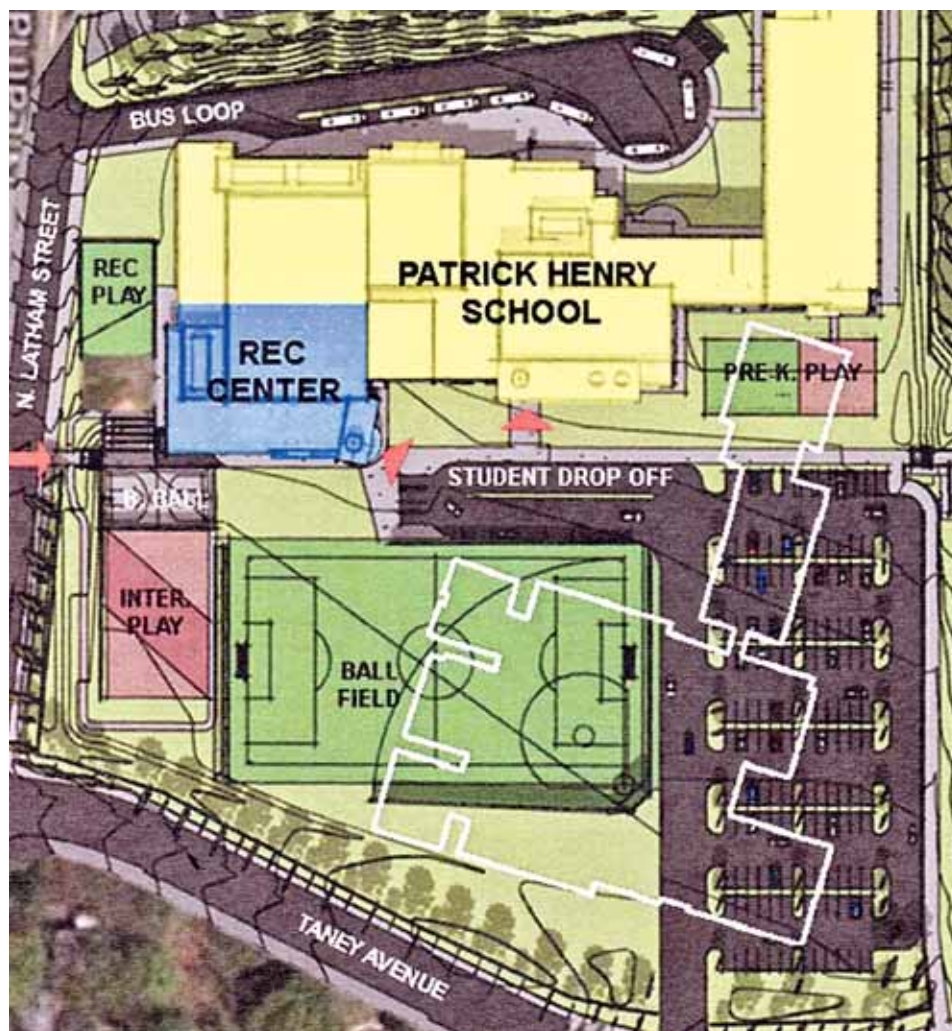 BUS LOOP
N. LATHAM STREET
REC
PLAY
PATRICK HENRY
SCHOOL
REC
CENTER
PRE-K. PLAY
STUDENT DROP OFF
B. BALL
INTER.
PLAY
BALL
FIELD
TANEY AVENUE